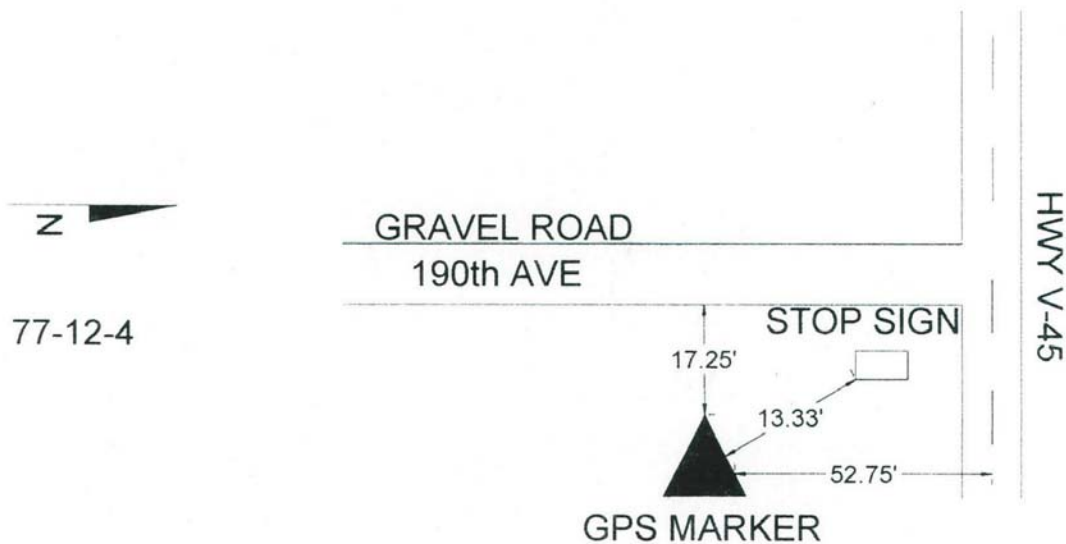 N
GRAVEL ROAD
190th AVE
HWY V-45
77-12-4
STOP SIGN
17.25'
13.33'
52.75'
GPS MARKER